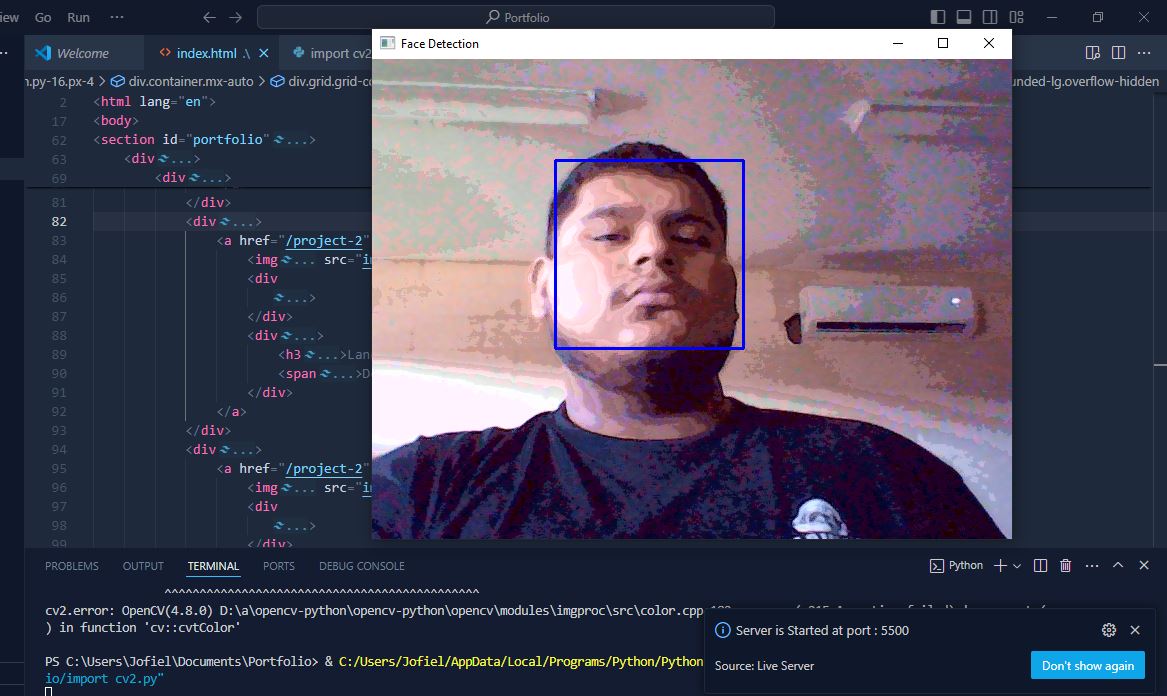 iew Go Run ··· Portfolio
Face Detection
Welcome index.html .\ import cv2
n.py-16.px-4 > div.container.mx-auto > div.grid.grid-co unded-lg.overflow-hidden
2 <html lang="en">
17 <body>
62 <section id="portfolio" ...>
63 <div ...>
69 <div ...>
81 </div>
82 <div ...>
83 <a href="/project-2"
84 <img ... src="i
85 <div
86 ...>
87 </div>
88 <div ...>
89 <h3 ...>Lan
90 <span ...>D
91 </div>
92 </a>
93 </div>
94 <div ...>
95 <a href="/project-2"
96 <img ... src="i
97 <div
98 ...>
99 </div>
PROBLEMS OUTPUT TERMINAL PORTS DEBUG CONSOLE Python
^^^^^^^^^^^^^^^^^^^^^^^^^^^^^^^^^^^^^^^^^^^^^
cv2.error: OpenCV(4.8.0) D:\a\opencv-python\opencv-python\opencv\modules\imgproc\src\color.cpp
) in function 'cv::cvtColor'
Server is Started at port : 5500
PS C:\Users\Jofiel\Documents\Portfolio> & C:/Users/Jofiel/AppData/Local/Programs/Python/Python
io/import cv2.py"
Source: Live Server Don't show again